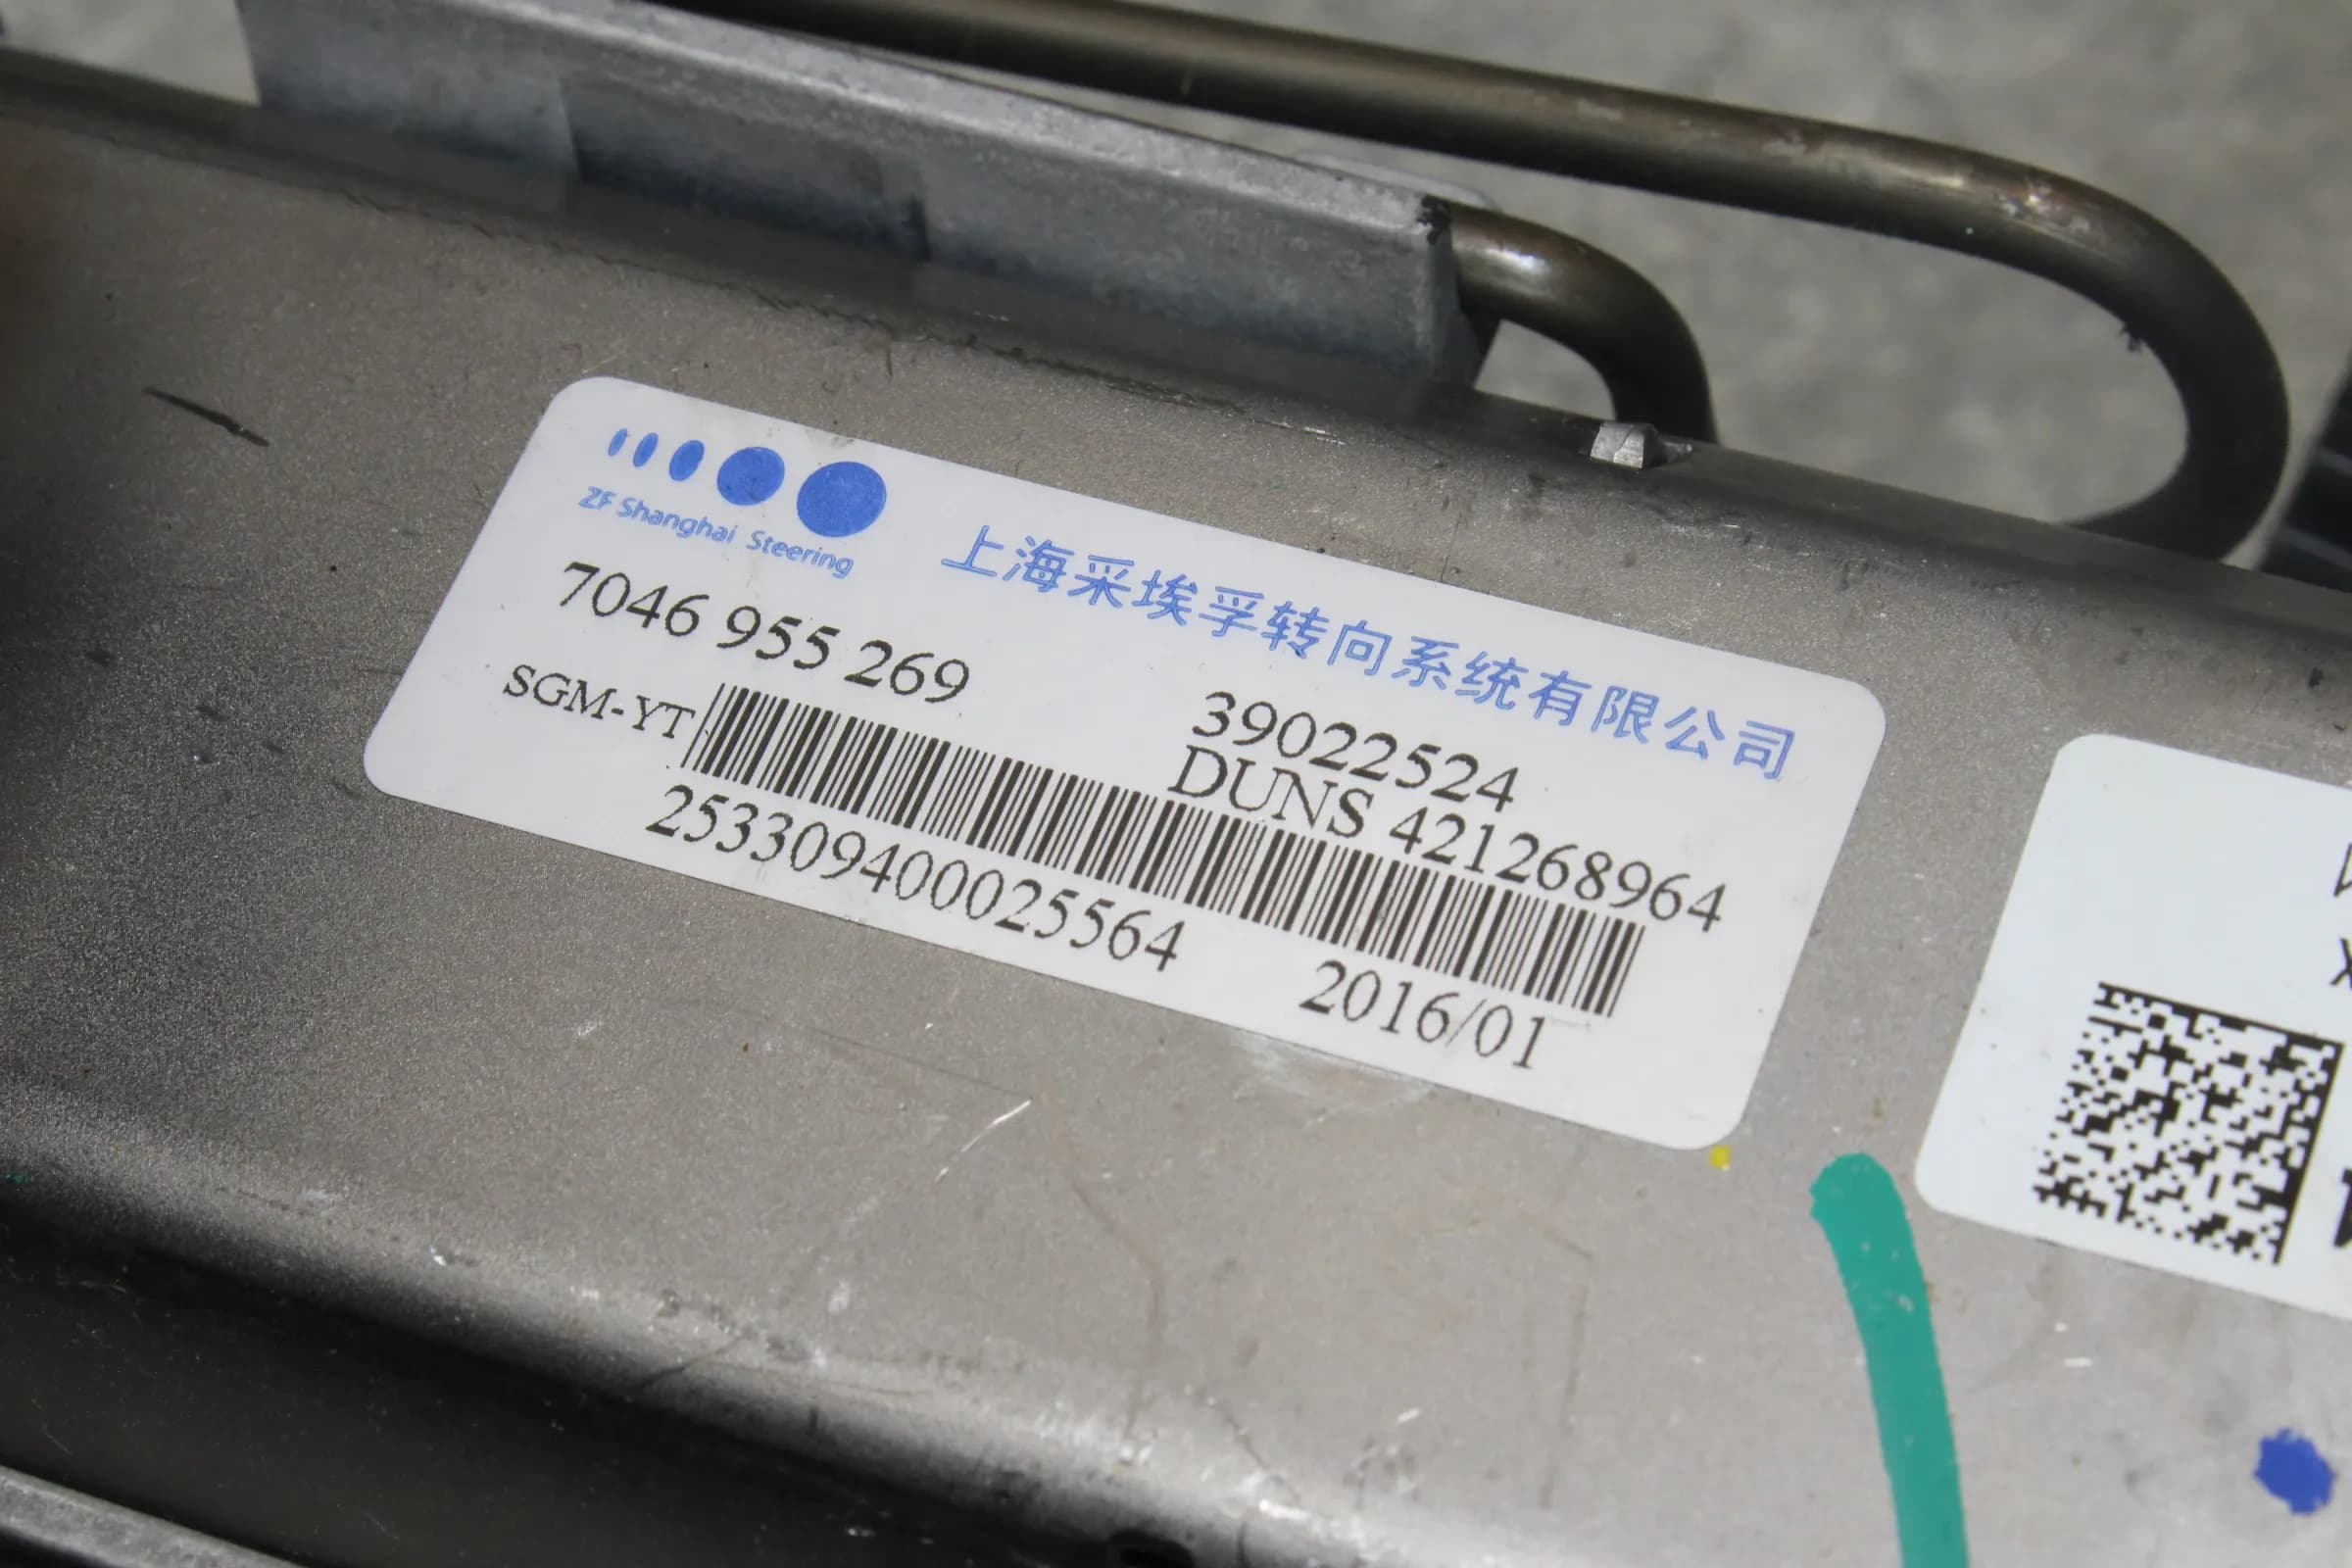 ZF Shanghai Steering
上海采埃孚转向系统有限公司
7046 955 269
39022524
SGM-YT
DUNS 421268964
253309400025564
2016/01